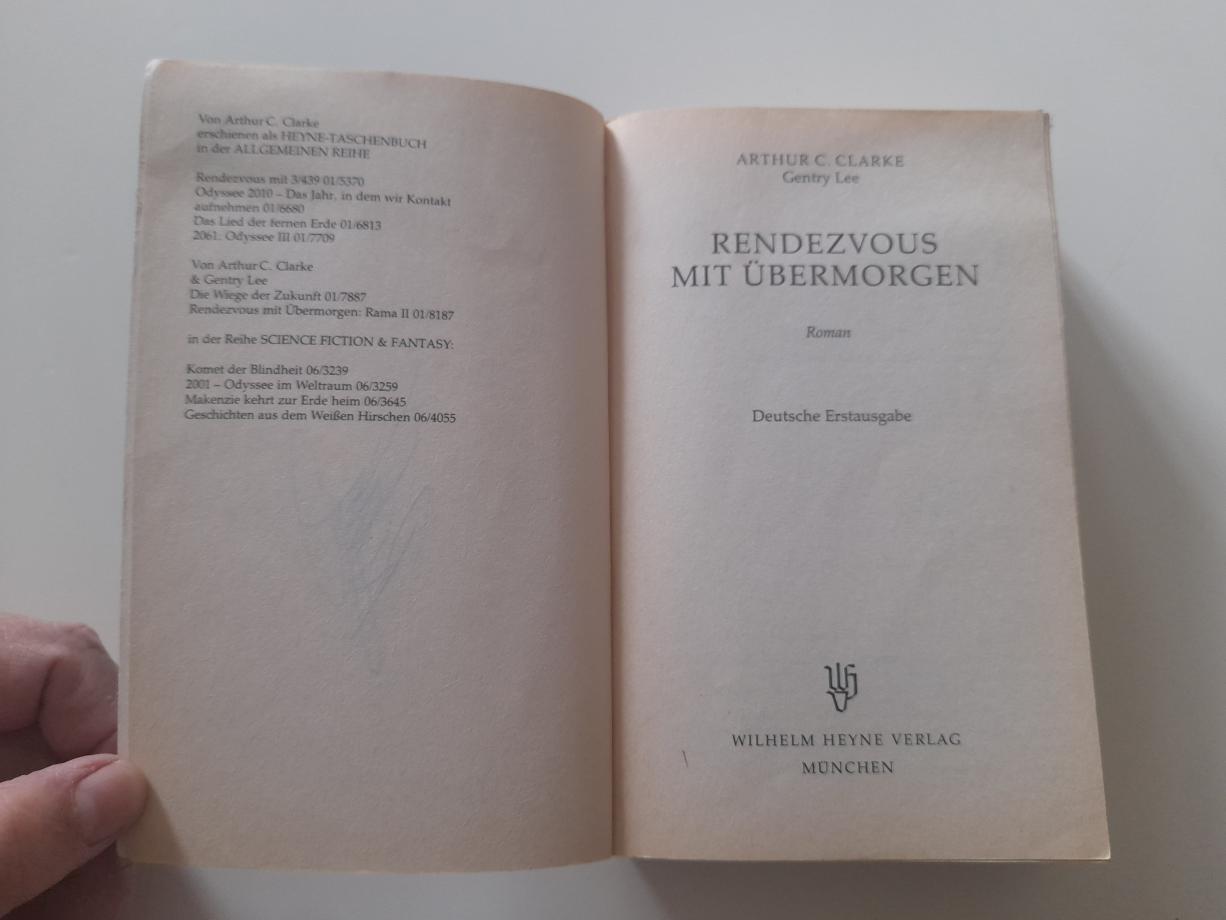 Von Arthur C. Clarke
erschienen als HEYNE-TASCHENBUCH
in der ALLGEMEINEN REIHE
Rendezvous mit 3/439 01/5370
Odyssee 2010 – Das Jahr, in dem wir Kontakt
aufnehmen 01/6680
Das Lied der fernen Erde 01/6813
2061: Odyssee III 01/7709
Von Arthur C. Clarke
& Gentry Lee
Die Wiege der Zukunft 01/7887
Rendezvous mit Übermorgen: Rama II 01/8187
in der Reihe SCIENCE FICTION & FANTASY:
Komet der Blindheit 06/3239
2001 – Odyssee im Weltraum 06/3259
Makenzie kehrt zur Erde heim 06/3645
Geschichten aus dem Weißen Hirschen 06/4055
ARTHUR C. CLARKE
Gentry Lee
RENDEZVOUS
MIT ÜBERMORGEN
Roman
Deutsche Erstausgabe
WILHELM HEYNE VERLAG
MÜNCHEN